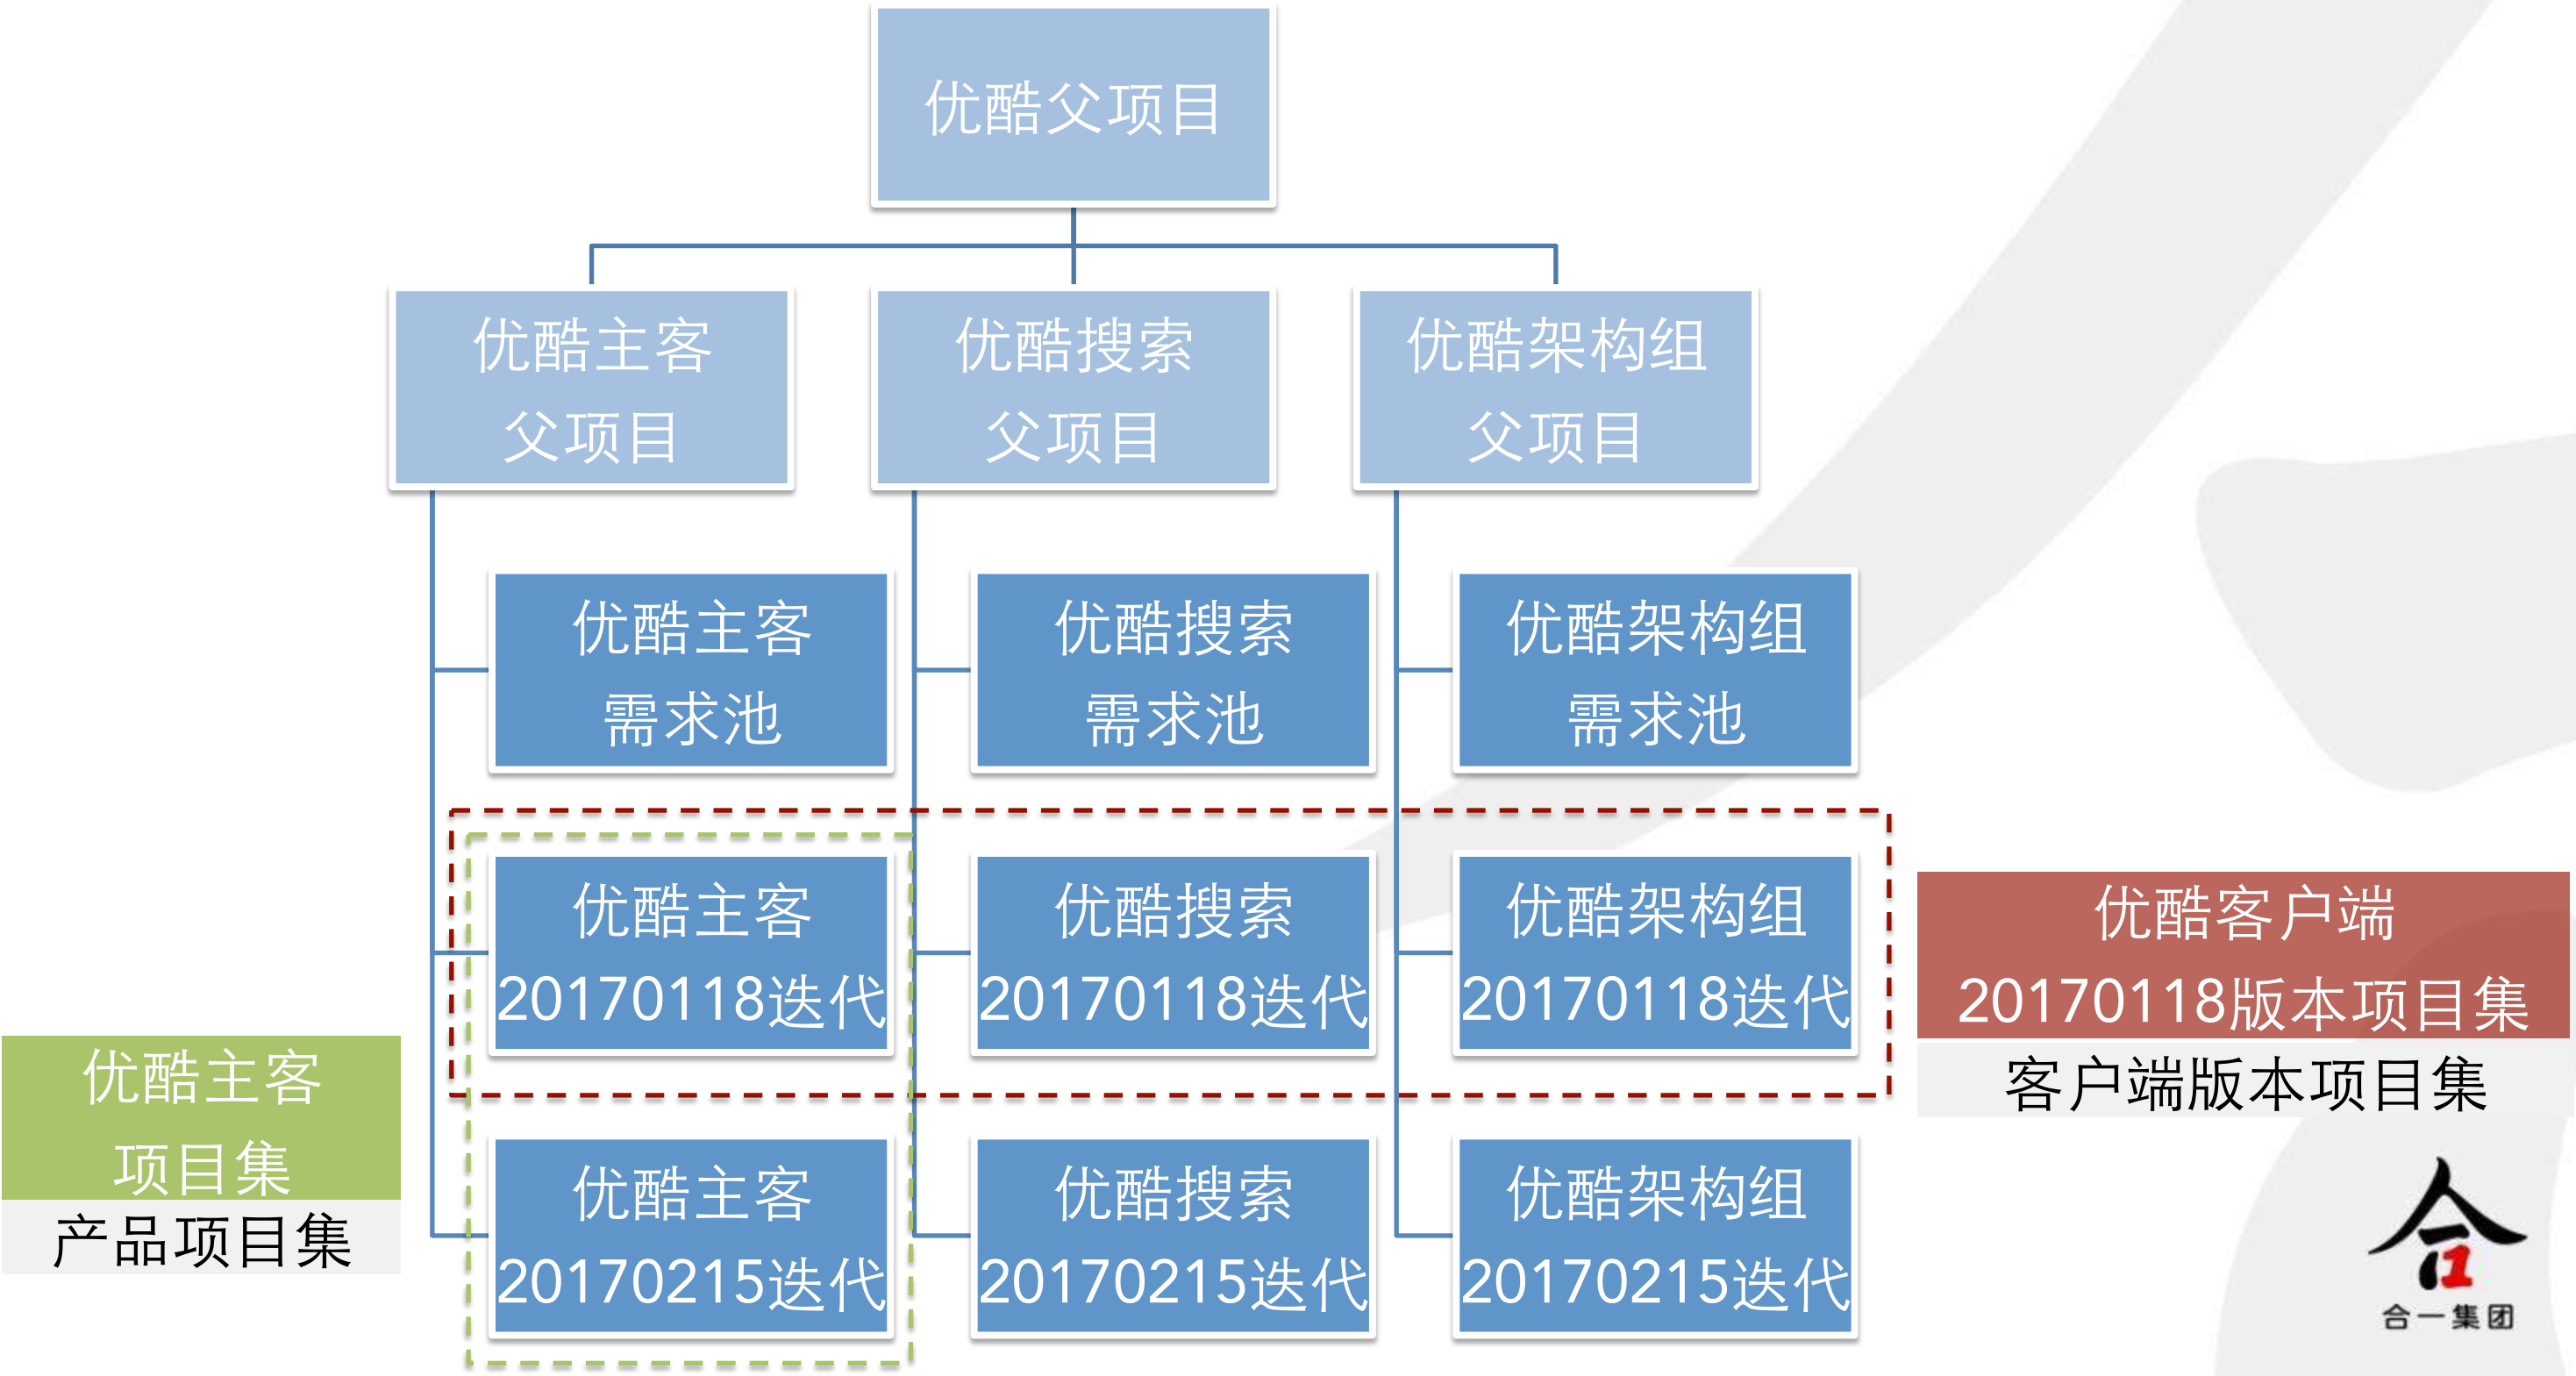 优酷父项目
优酷主客
父项目
优酷搜索
父项目
优酷架构组
父项目
优酷主客
需求池
优酷搜索
需求池
优酷架构组
需求池
优酷主客
20170118迭代
优酷搜索
20170118迭代
优酷架构组
20170118迭代
优酷客户端
20170118版本项目集
客户端版本项目集
优酷主客
项目集
产品项目集
优酷主客
20170215迭代
优酷搜索
20170215迭代
优酷架构组
20170215迭代
合一集团